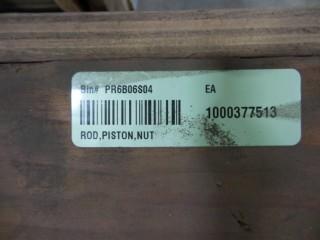 Bin# PR6B06S04 EA
1000377513
ROD,PISTON,NUT